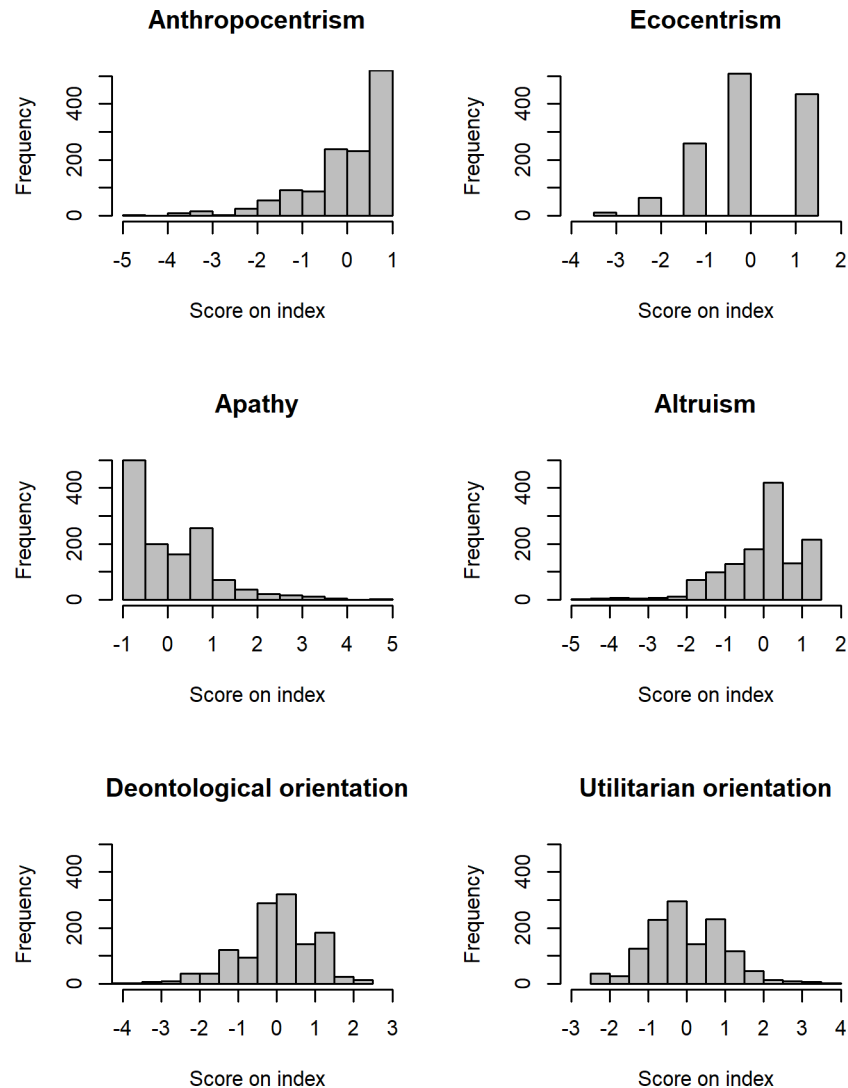 Anthropocentrism
Frequency
0 200 400
-5 -4 -3 -2 -1 0 1
Score on index
Ecocentrism
Frequency
0 200 400
-4 -3 -2 -1 0 1 2
Score on index
Apathy
Frequency
0 200 400
-1 0 1 2 3 4 5
Score on index
Altruism
Frequency
0 200 400
-5 -4 -3 -2 -1 0 1 2
Score on index
Deontological orientation
Frequency
0 200 400
-4 -3 -2 -1 0 1 2 3
Score on index
Utilitarian orientation
Frequency
0 200 400
-3 -2 -1 0 1 2 3 4
Score on index